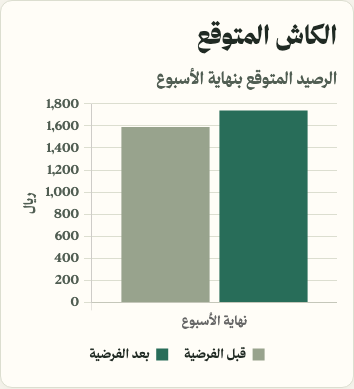 الكاش المتوقع
الرصيد المتوقع بنهاية الأسبوع
1,800
1,600
1,400
1,200
1,000
800
600
400
200
0
ريال
نهاية الأسبوع
قبل الفرضية
بعد الفرضية